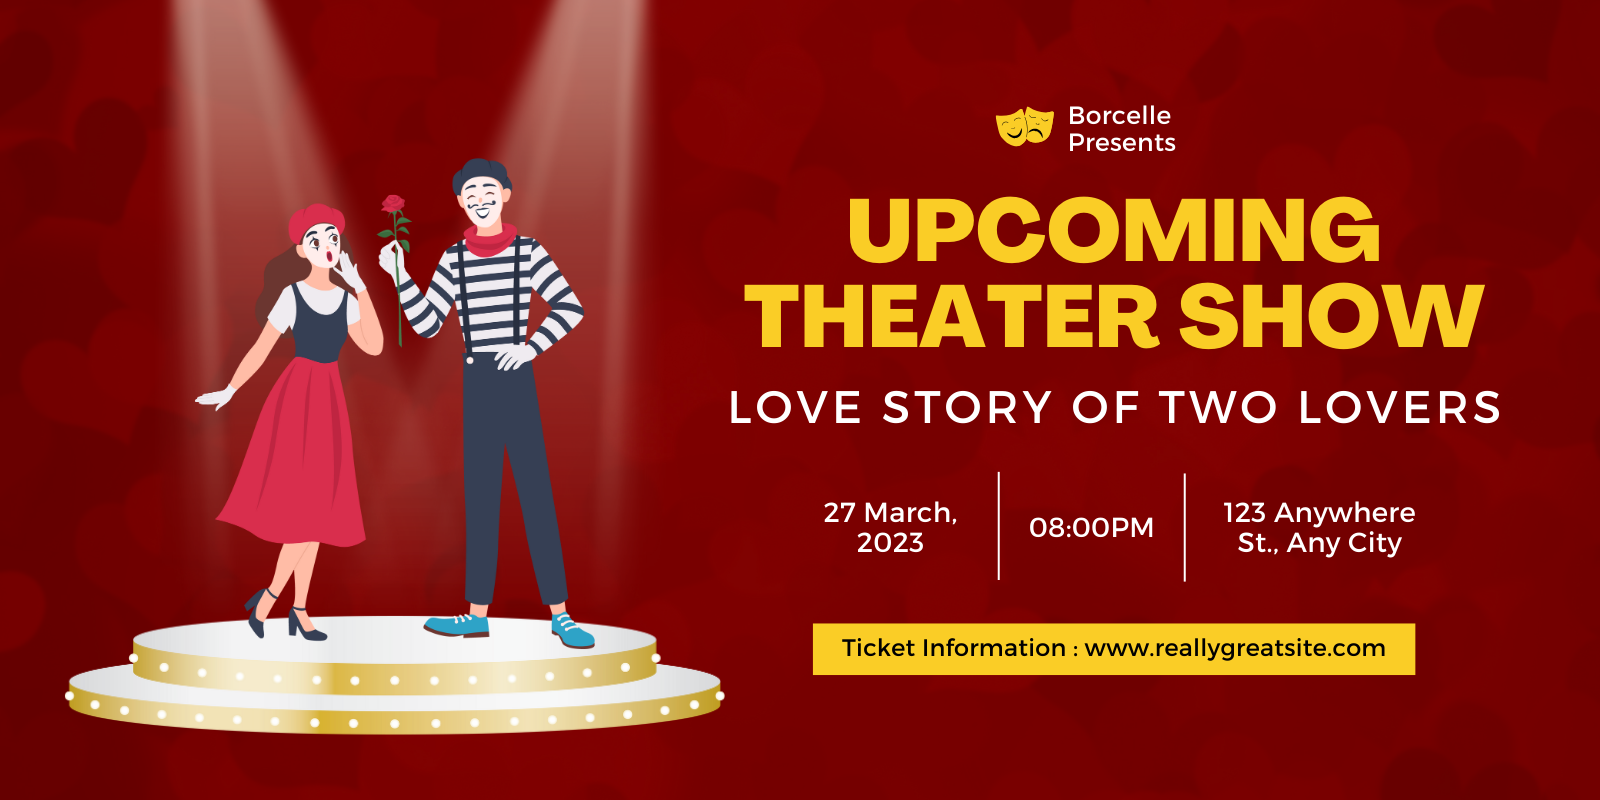 Borcelle
Presents
UPCOMING
THEATER SHOW
LOVE STORY OF TWO LOVERS
27 March,
2023
08:00PM
123 Anywhere
St., Any City
Ticket Information : www.reallygreatsite.com